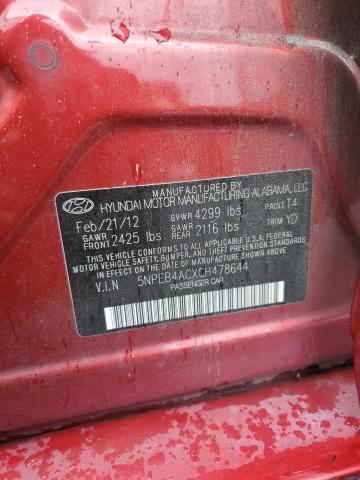 MANUFACTURED BY
HYUNDAI MOTOR MANUFACTURING ALABAMA, LLC
Feb/21/12 GVWR 4299 lbs PAINT T4
GAWR FRONT 2425 lbs GAWR REAR 2116 lbs TRIM YD
THIS VEHICLE CONFORMS TO ALL APPLICABLE U.S.A FEDERAL
MOTOR VEHICLE SAFETY, BUMPER, AND THEFT PREVENTION
STANDARDS IN EFFECT ON THE DATE OF MANUFACTURE SHOWN ABOVE.
V.I.N 5NPEB4ACXCH478644
PASSENGER CAR